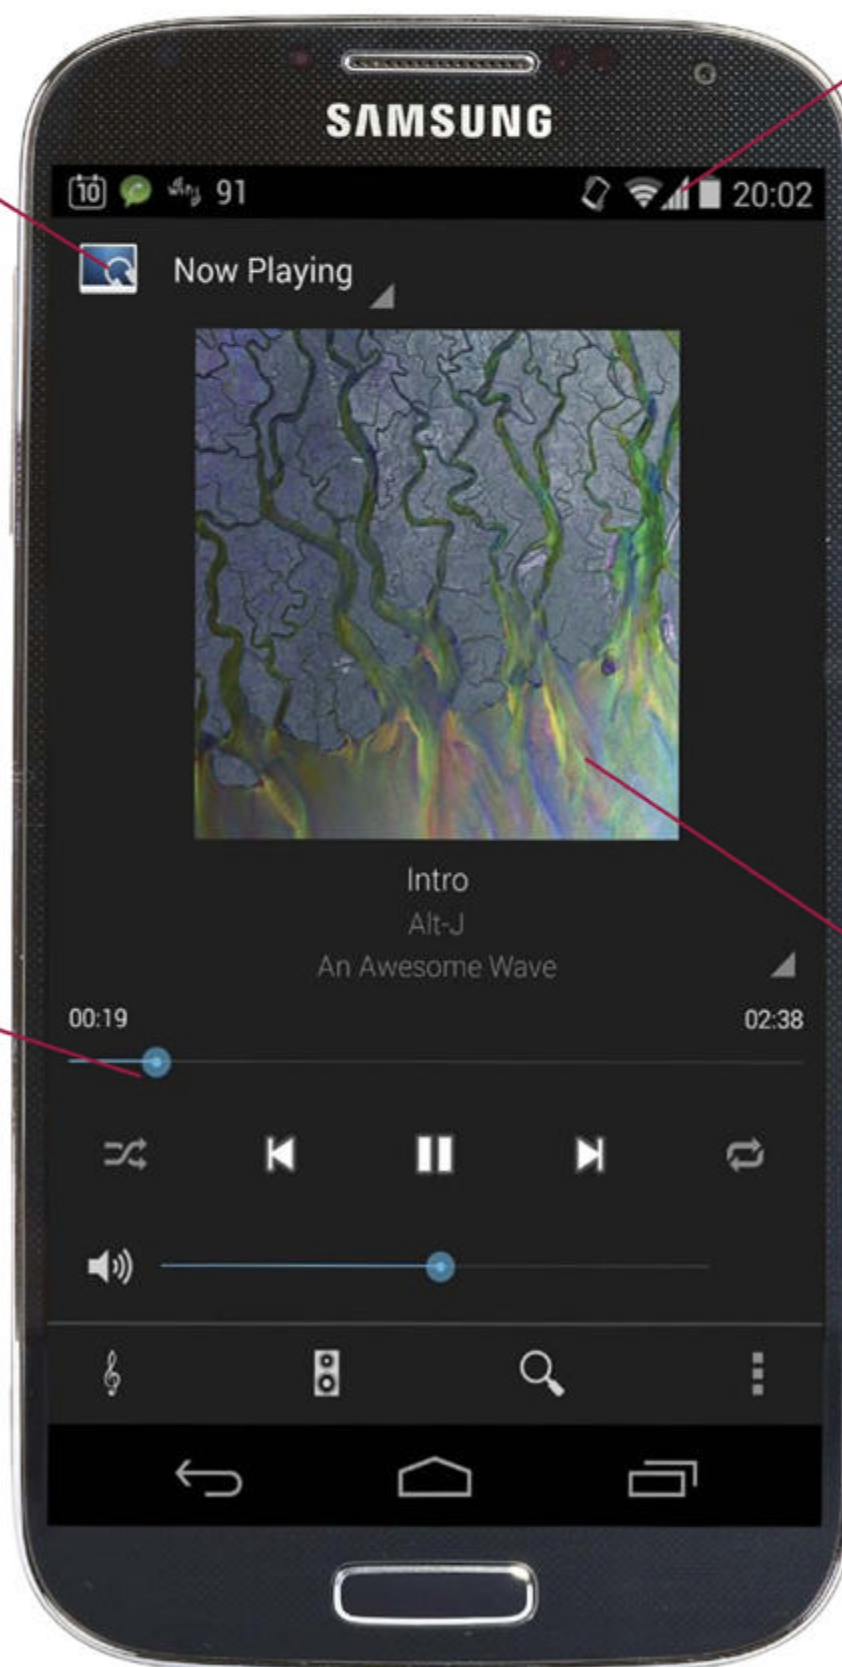 SAMSUNG
10 91 20:02
Now Playing
Intro
Alt-J
An Awesome Wave
00:19 02:38